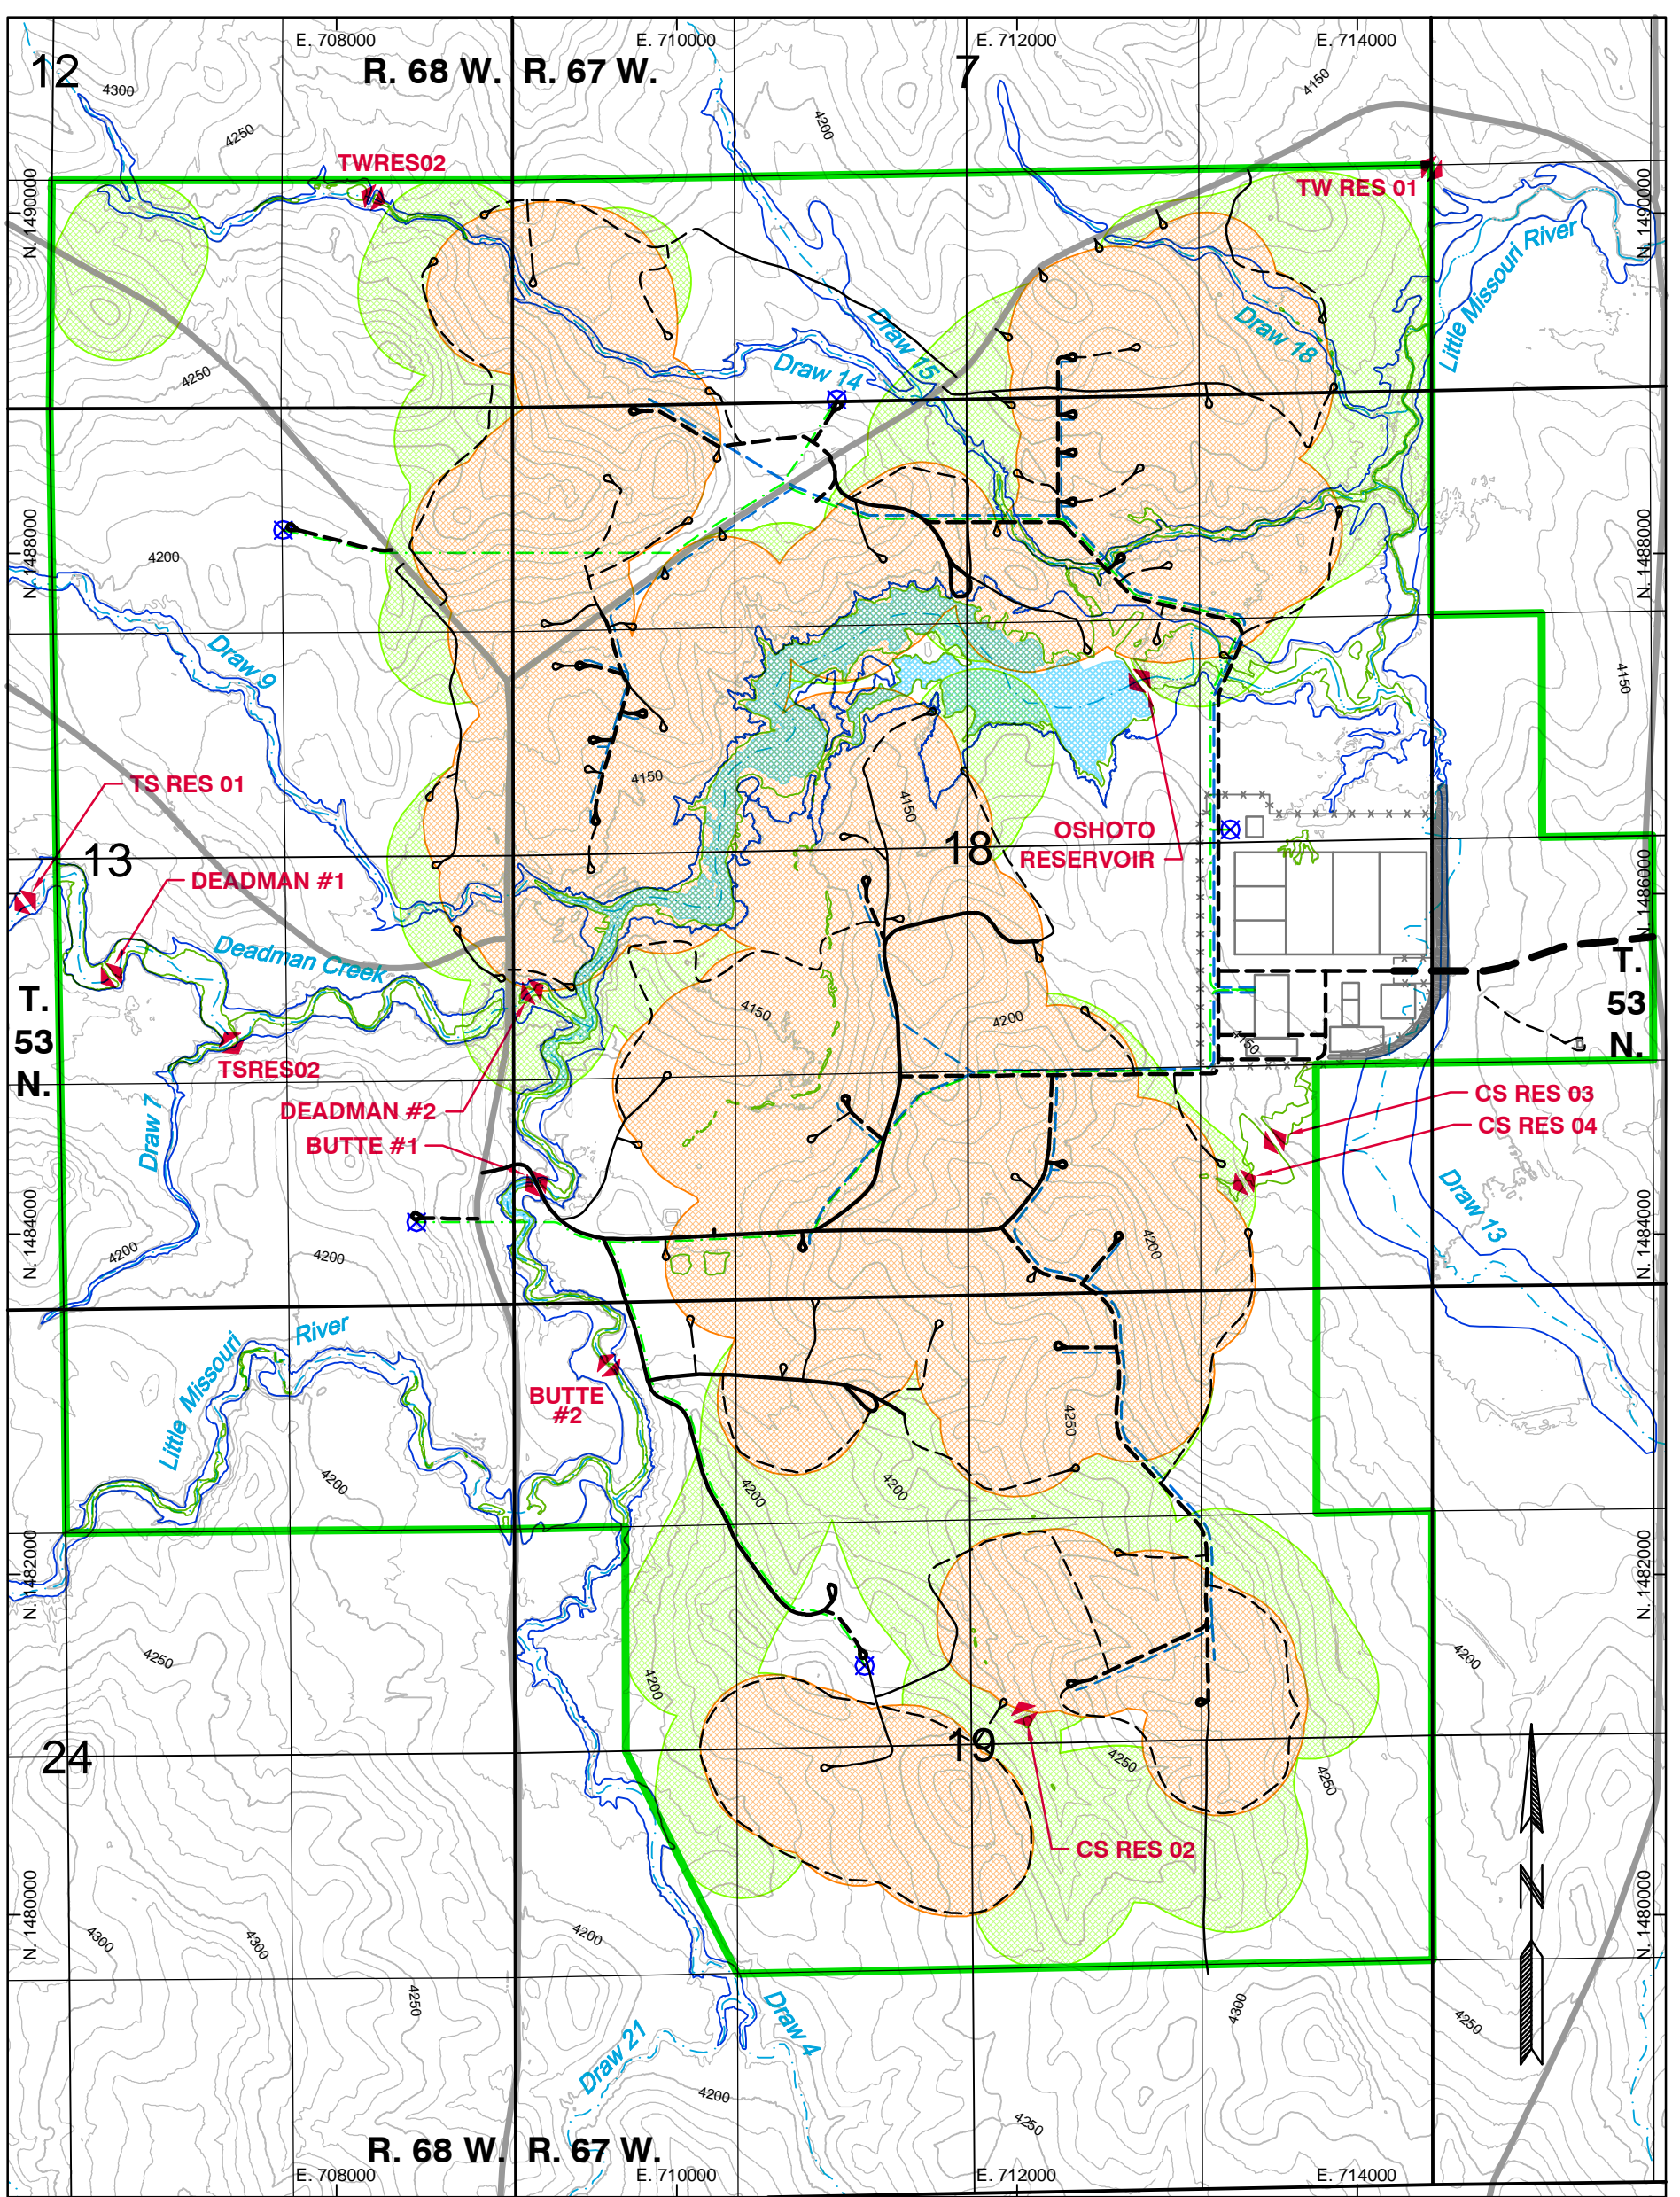 E. 708000
E. 710000
E. 712000
E. 714000
12
R. 68 W.
R. 67 W.
7
4300
4250
4200
4150
TWRES02
TW RES 01
N. 1490000
N. 1490000
Little Missouri River
Draw 15
Draw 18
Draw 14
4250
N. 1488000
N. 1488000
4200
Draw 9
4150
4150
TS RES 01
4150
OSHOTO
RESERVOIR
13
18
DEADMAN #1
N. 1486000
Deadman Creek
T.
53
N.
T.
53
N.
4150
4200
4150
TSRES02
DEADMAN #2
BUTTE #1
CS RES 03
CS RES 04
Draw 7
Draw 13
N. 1484000
N. 1484000
4200
4200
4200
River
Little Missouri
BUTTE
#2
4250
4200
4200
4200
N. 1482000
N. 1482000
4250
4200
4200
24
19
4250
4250
CS RES 02
N. 1480000
N. 1480000
4300
4300
4200
4250
N
4300
4250
Draw 4
Draw 21
4200
4250
R. 68 W.
R. 67 W.
E. 708000
E. 710000
E. 712000
E. 714000